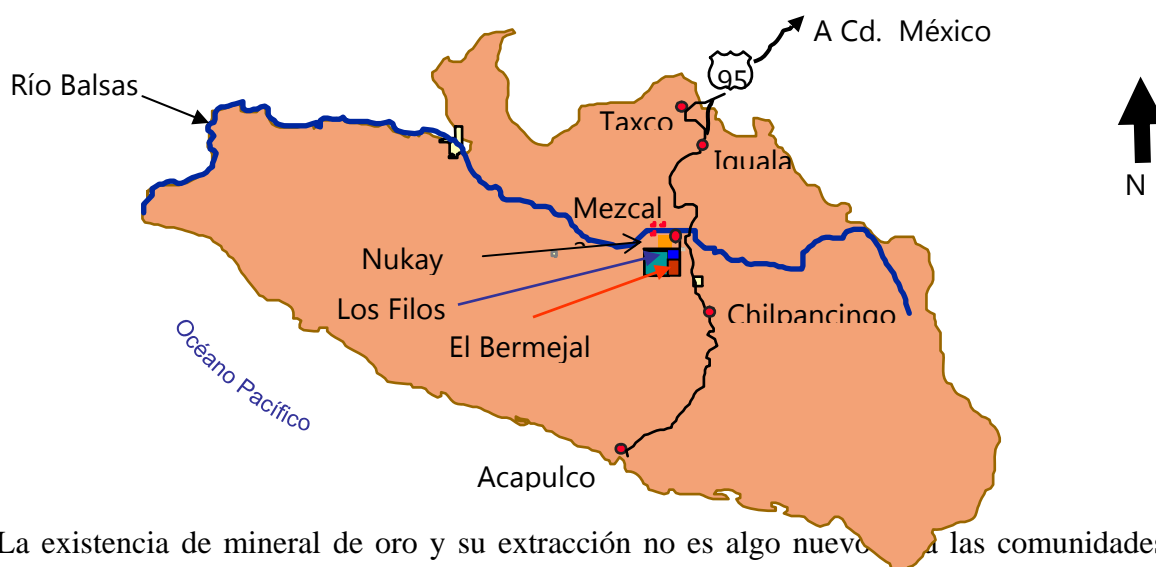 A Cd. México
95
Río Balsas
Taxco
Iguala
N
Mezcal
Nukay
Los Filos
Chilpancingo
El Bermejal
Océano Pacífico
Acapulco
La existencia de mineral de oro y su extracción no es algo nuevo a las comunidades